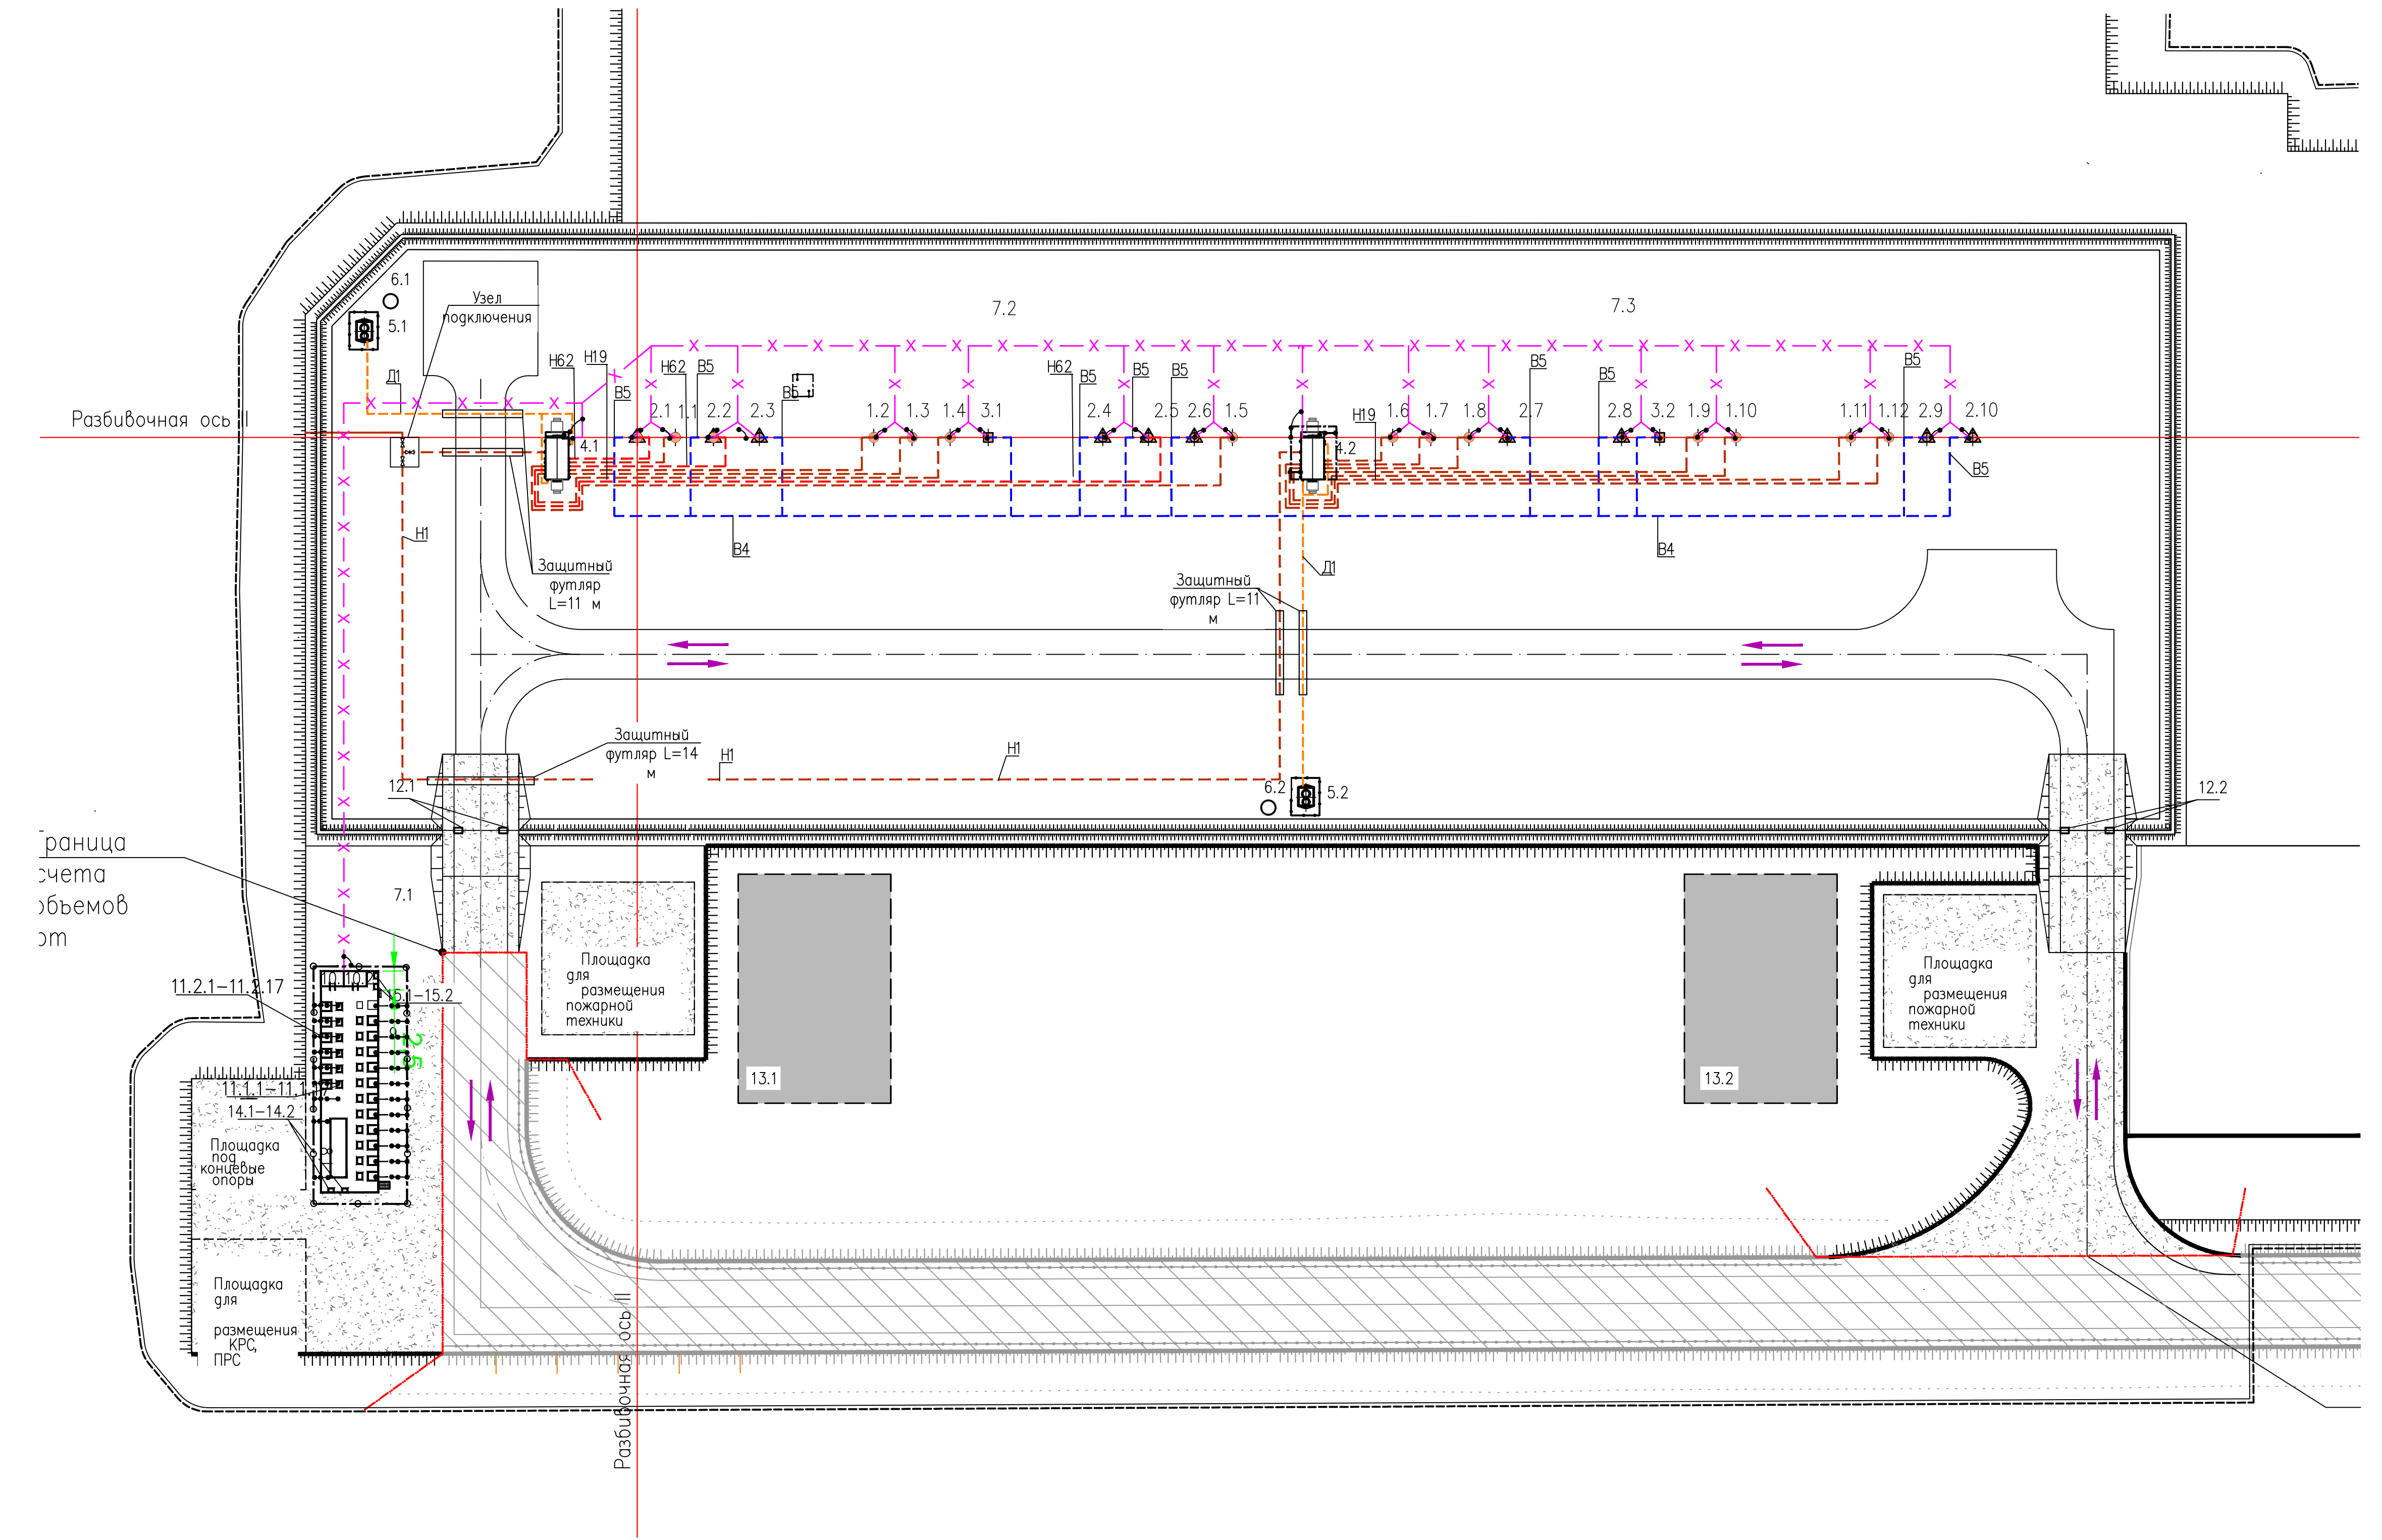 6.1
5.1
Узел
подключения
7.2
7.3
Д1
Н62
Н19
В5
Н62
В5
В5
Н62
В5
В5
В5
Н19
В5
В5
В5
В5
Разбивочная ось I
2.1
1.1
2.2
2.3
1.2
1.3
1.4
3.1
2.4
2.5
2.6
1.5
1.6
1.7
1.8
2.7
2.8
3.2
1.9
1.10
1.11
1.12
2.9
2.10
4.1
4.2
Н1
В4
В4
Защитный
футляр
L=11 м
Защитный
футляр L=11
м
Д1
Защитный
футляр L=14
м
Н1
Н1
12.1
6.2
5.2
12.2
раница
счета
объемов
от
7.1
11.2.1-11.2.17
15.1-15.2
14.1-14.2
Площадка
для
размещения
пожарной
техники
Площадка
для
размещения
пожарной
техники
13.1
13.2
Площадка
под
концевые
опоры
Площадка
для
размещения
КРС,
ПРС
Разбивочная ось II